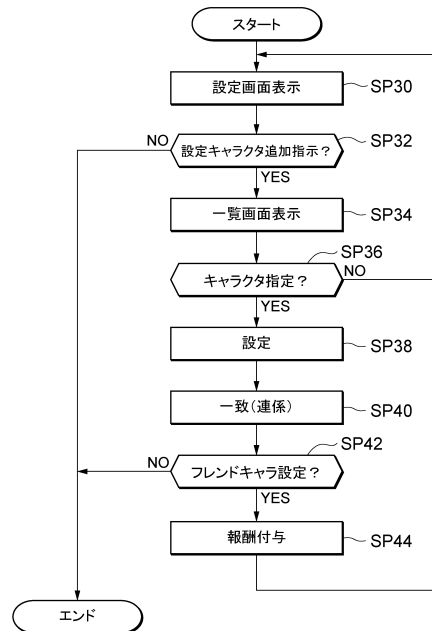 スタート
設定画面表示
SP30
NO
設定キャラクタ追加指示？
SP32
YES
一覧画面表示
SP34
SP36
キャラクタ指定？
NO
YES
設定
SP38
一致(連係)
SP40
SP42
NO
フレンドキャラ設定？
YES
報酬付与
SP44
エンド